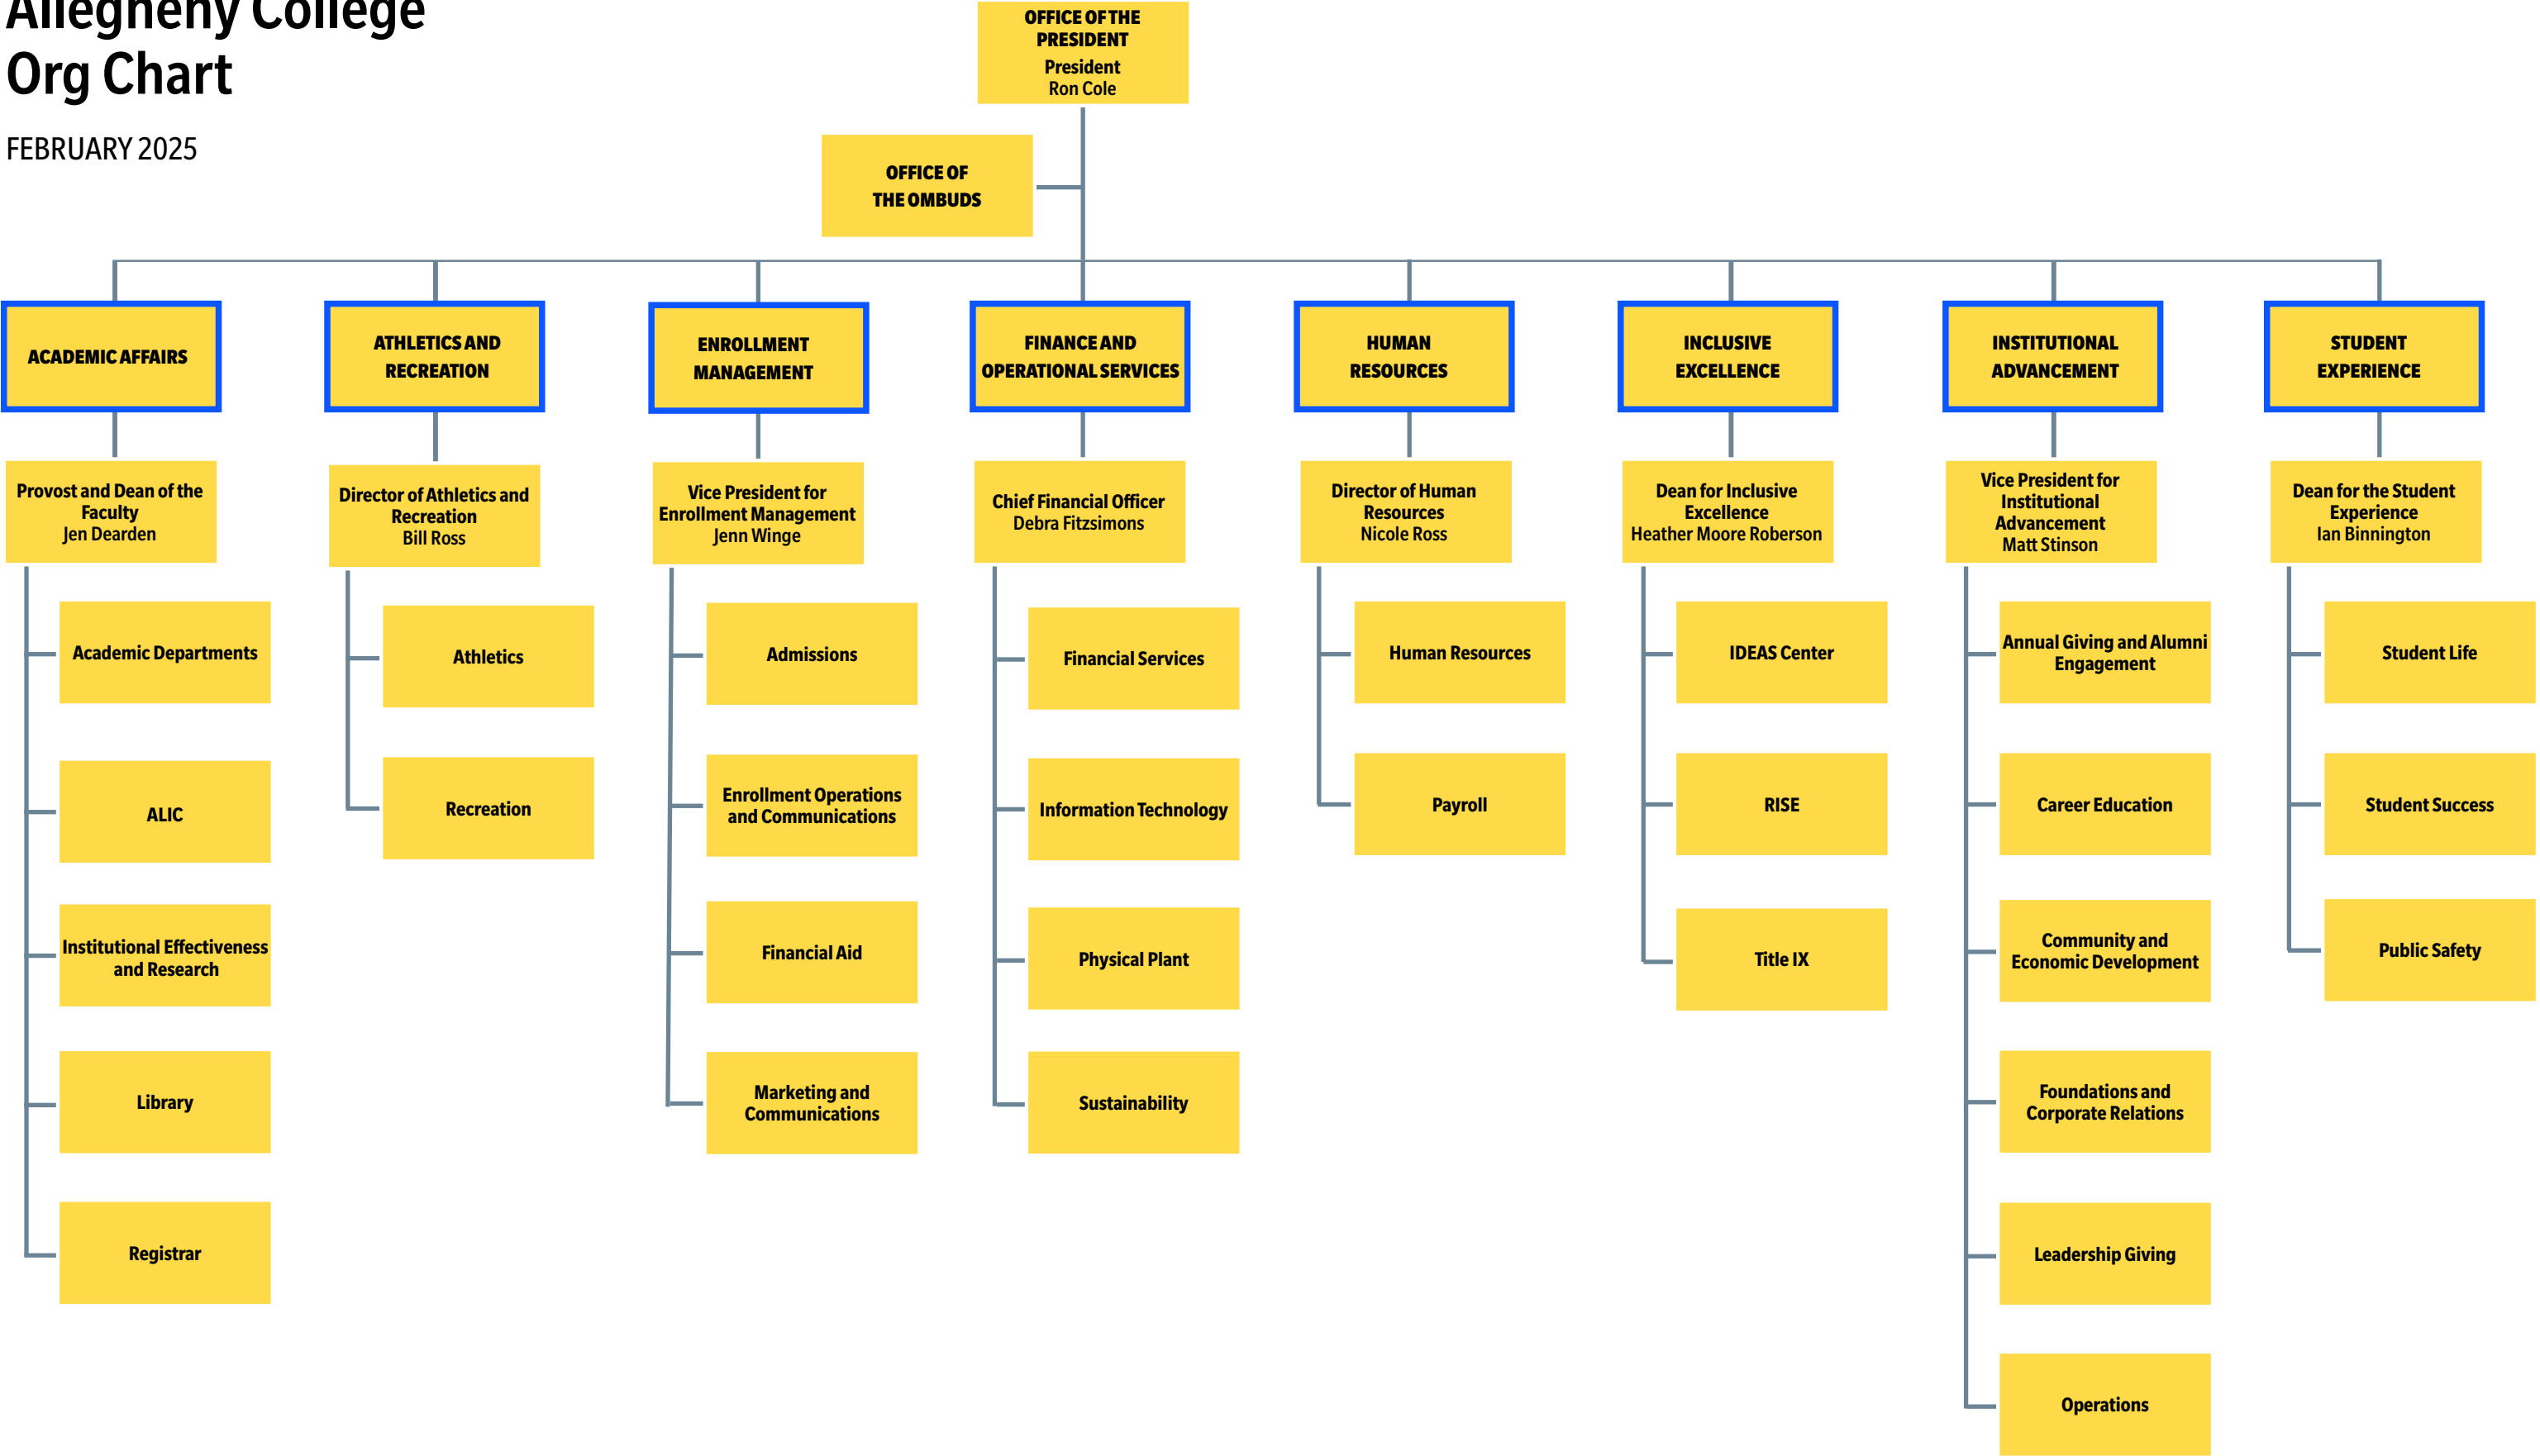 Allegheny College
Org Chart
FEBRUARY 2025
OFFICE OF THE
PRESIDENT
President
Ron Cole
OFFICE OF
THE OMBUDS
ACADEMIC AFFAIRS
Provost and Dean of the
Faculty
Jen Dearden
Academic Departments
ALIC
Institutional Effectiveness
and Research
Library
Registrar
ATHLETICS AND
RECREATION
Director of Athletics and
Recreation
Bill Ross
Athletics
Recreation
ENROLLMENT
MANAGEMENT
Vice President for
Enrollment Management
Jenn Winge
Admissions
Enrollment Operations
and Communications
Financial Aid
Marketing and
Communications
FINANCE AND
OPERATIONAL SERVICES
Chief Financial Officer
Debra Fitzsimons
Financial Services
Information Technology
Physical Plant
Sustainability
HUMAN
RESOURCES
Director of Human
Resources
Nicole Ross
Human Resources
Payroll
INCLUSIVE
EXCELLENCE
Dean for Inclusive
Excellence
Heather Moore Roberson
IDEAS Center
RISE
Title IX
INSTITUTIONAL
ADVANCEMENT
Vice President for
Institutional
Advancement
Matt Stinson
Annual Giving and Alumni
Engagement
Career Education
Community and
Economic Development
Foundations and
Corporate Relations
Leadership Giving
Operations
STUDENT
EXPERIENCE
Dean for the Student
Experience
Ian Binnington
Student Life
Student Success
Public Safety